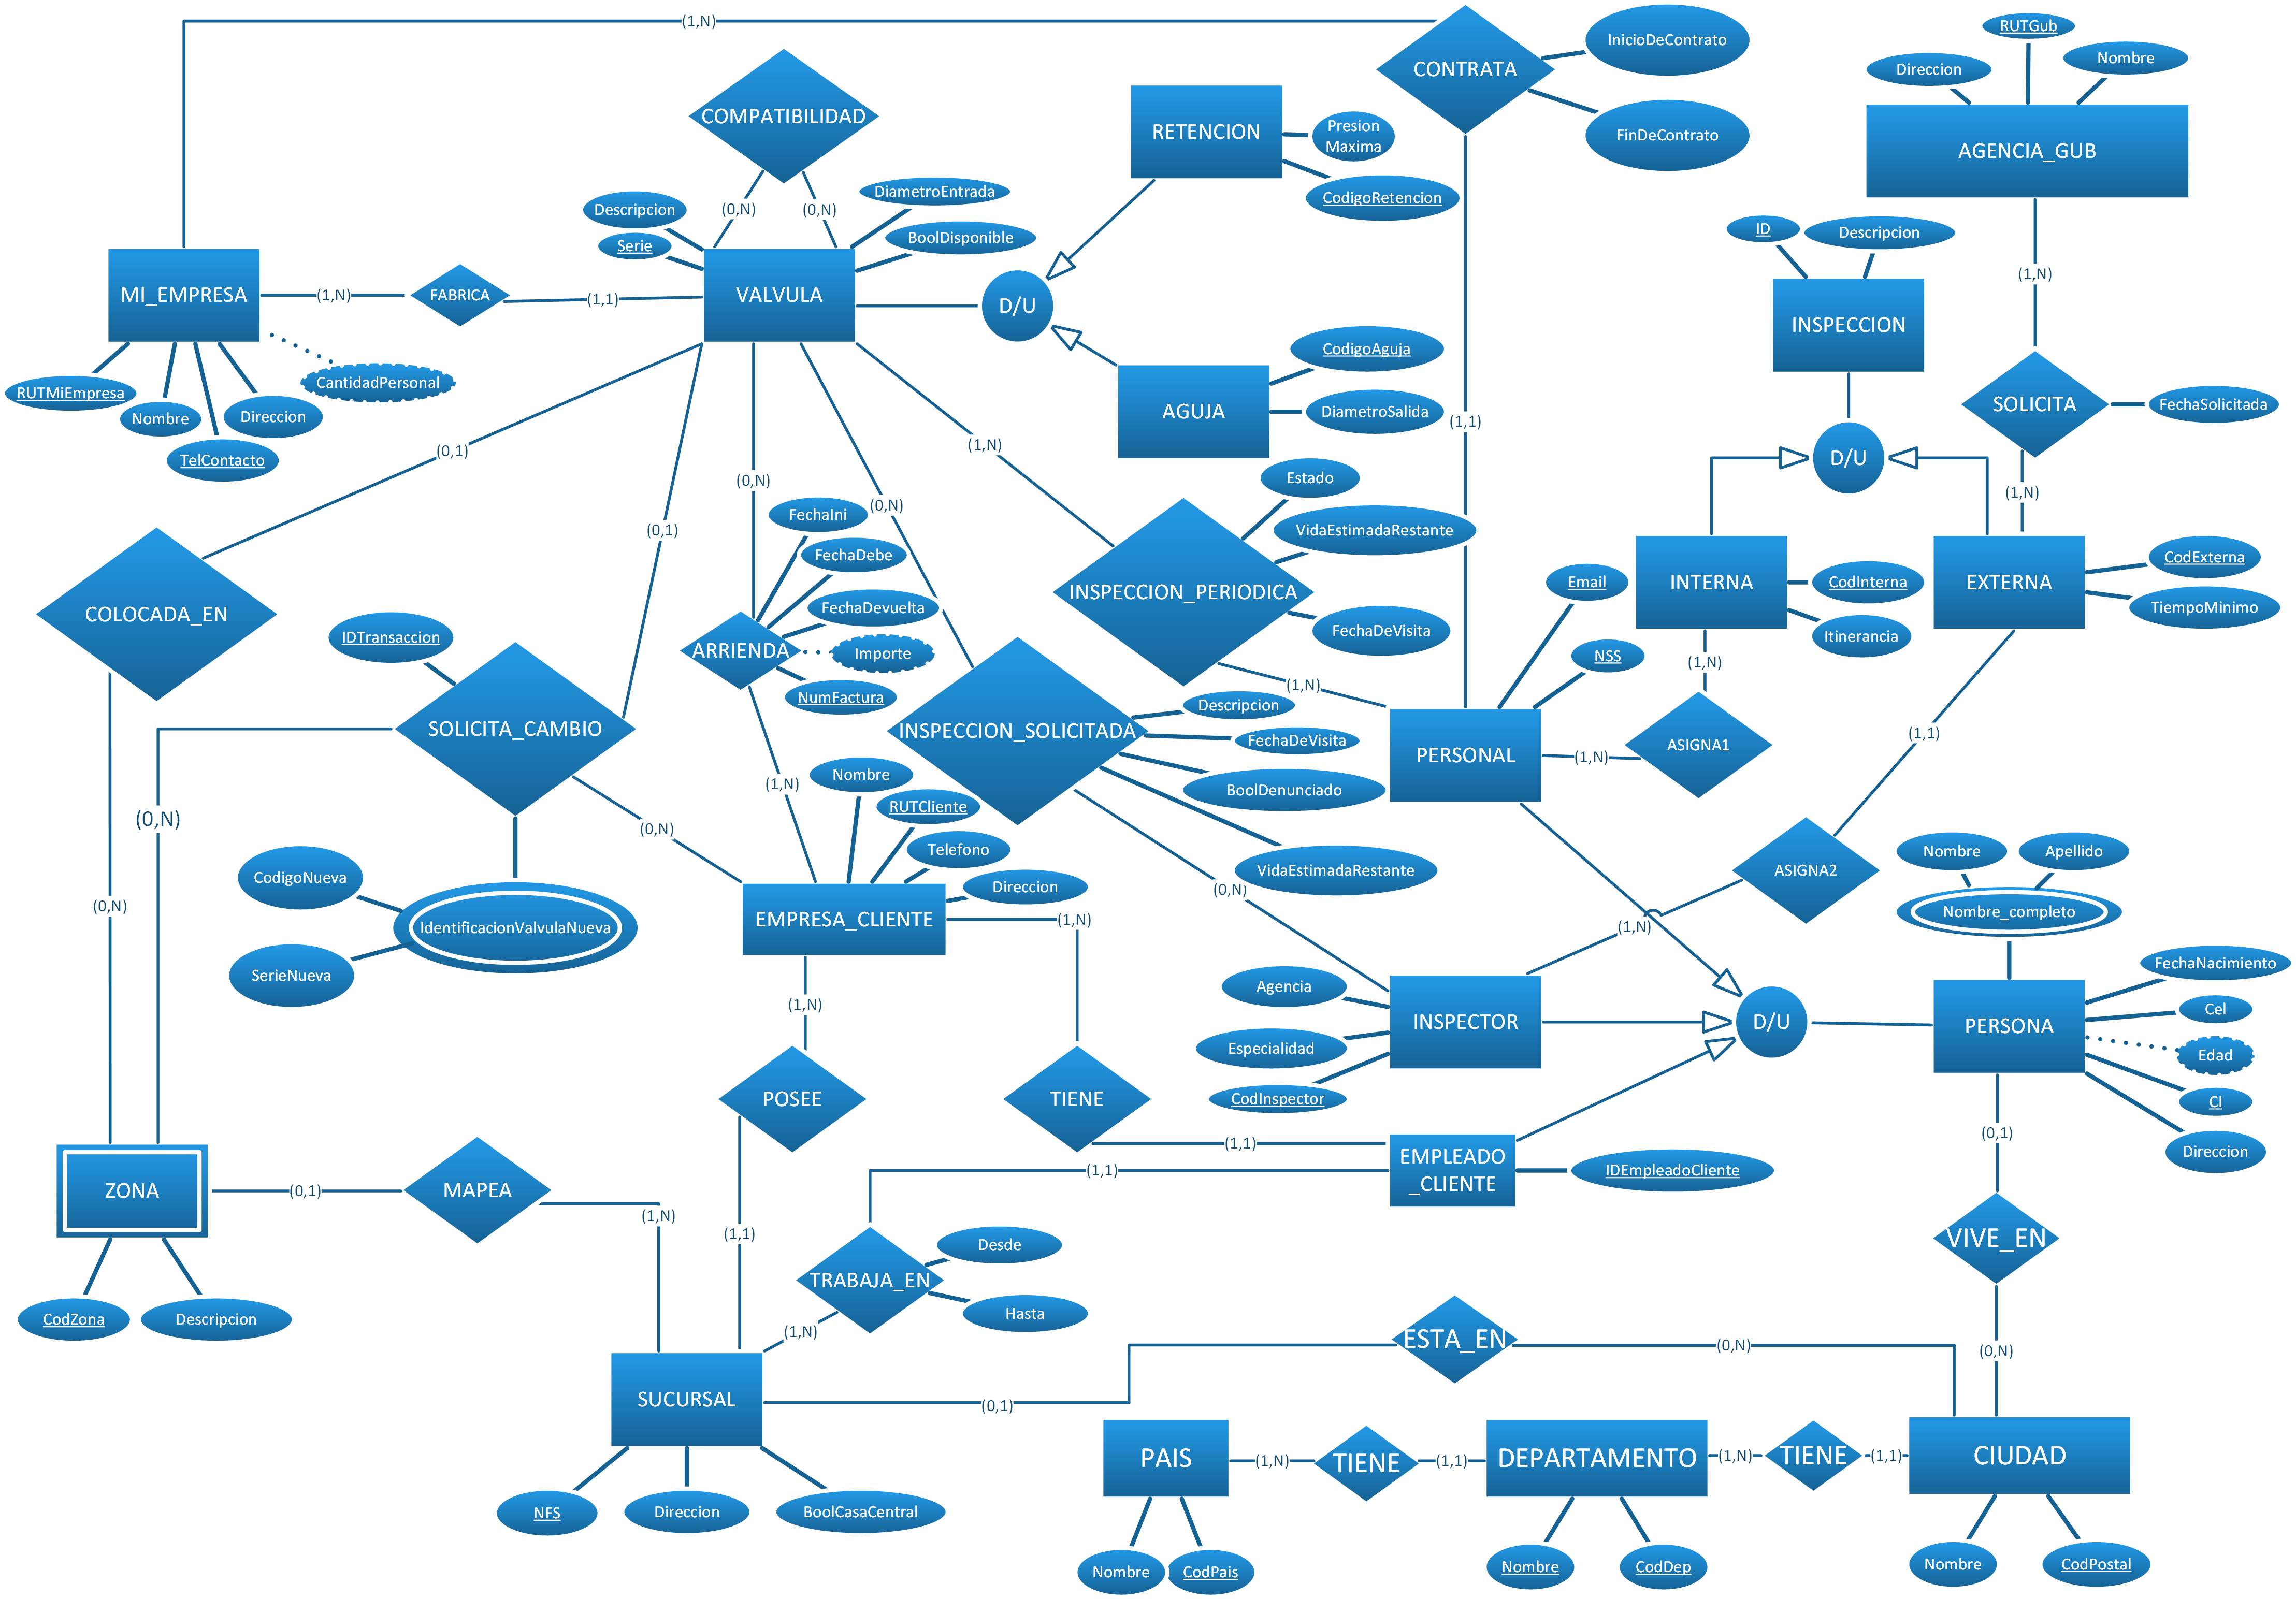 (1,N)
CONTRATA
InicioDeContrato
FinDeContrato
RUTGub
Direccion
Nombre
AGENCIA_GUB
COMPATIBILIDAD
RETENCION
Presion
Maxima
CodigoRetencion
(0,N)
(0,N)
Descripcion
Serie
DiametroEntrada
BoolDisponible
ID
Descripcion
(1,N)
MI_EMPRESA
(1,N)
FABRICA
(1,1)
VALVULA
D/U
INSPECCION
RUTMiEmpresa
Nombre
TelContacto
Direccion
CantidadPersonal
CodigoAguja
AGUJA
DiametroSalida
(1,1)
SOLICITA
FechaSolicitada
D/U
(0,1)
(0,N)
(0,N)
(1,N)
(0,1)
(1,N)
FechaIni
FechaDebe
FechaDevuelta
ARRIENDA
Importe
NumFactura
Estado
VidaEstimadaRestante
INSPECCION_PERIODICA
FechaDeVisita
Email
NSS
INTERNA
CodInterna
Itinerancia
EXTERNA
CodExterna
TiempoMinimo
COLOCADA_EN
IDTransaccion
SOLICITA_CAMBIO
(1,N)
(1,N)
INSPECCION_SOLICITADA
Descripcion
FechaDeVisita
BoolDenunciado
VidaEstimadaRestante
PERSONAL
(1,N)
ASIGNA1
(1,1)
(0,N)
(0,N)
(1,N)
Nombre
RUTCliente
Telefono
Direccion
EMPRESA_CLIENTE
(1,N)
CodigoNueva
IdentificacionValvulaNueva
SerieNueva
(0,N)
(0,N)
(1,N)
ASIGNA2
Nombre
Apellido
Nombre_completo
(1,N)
Agencia
Especialidad
CodInspector
INSPECTOR
D/U
PERSONA
FechaNacimiento
Cel
Edad
CI
Direccion
POSEE
TIENE
(1,1)
(1,1)
EMPLEADO
_CLIENTE
IDEmpleadoCliente
(0,1)
ZONA
(0,1)
MAPEA
(1,N)
(1,1)
CodZona
Descripcion
TRABAJA_EN
Desde
Hasta
(1,N)
VIVE_EN
ESTA_EN
(0,N)
(0,N)
SUCURSAL
(0,1)
NFS
Direccion
BoolCasaCentral
PAIS
(1,N)
TIENE
(1,1)
DEPARTAMENTO
(1,N)
TIENE
(1,1)
CIUDAD
Nombre
CodPais
Nombre
CodDep
Nombre
CodPostal